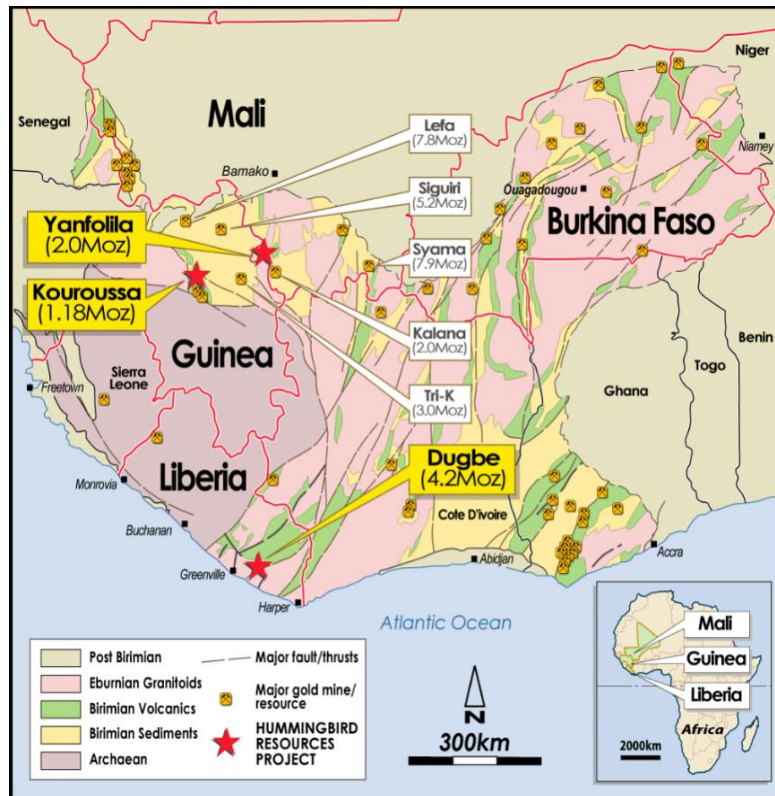 Niger
Mali
Senegal
Lefa
(7.8Moz)
Niamey
Bamako
Siguiri
(5.2Moz)
Ouagadougou
Yanfolila
(2.0Moz)
Burkina Faso
Syama
(7.9Moz)
Kouroussa
(1.18Moz)
Kalana
(2.0Moz)
Guinea
Benin
Sierra
Leone
Togo
Freetown
Tri-K
(3.0Moz)
Ghana
Dugbe
(4.2Moz)
Liberia
Monrovia
Cote D'ivoire
Buchanan
Abidjan
Accra
Greenville
Harper
Atlantic Ocean
Mali
Guinea
Liberia
Africa
2000km
Post Birimian
Eburnian Granitoids
Birimian Volcanics
Birimian Sediments
Archaean
Major fault/thrusts
Major gold mine/
resource
HUMMINGBIRD
RESOURCES
PROJECT
N
300km